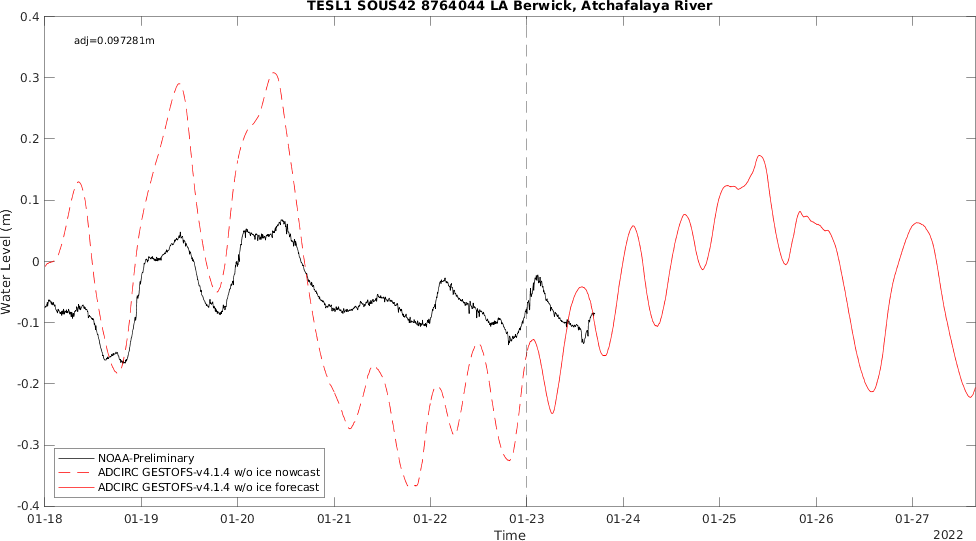 TESL1 SOUS42 8764044 LA Berwick, Atchafalaya River
adj=0.097281m
0.4
0.3
0.2
0.1
0
-0.1
-0.2
-0.3
-0.4
Water Level (m)
NOAA-Preliminary
ADCIRC GESTOFS-v4.1.4 w/o ice nowcast
ADCIRC GESTOFS-v4.1.4 w/o ice forecast
01-18 01-19 01-20 01-21 01-22 01-23 01-24 01-25 01-26 01-27
Time
2022